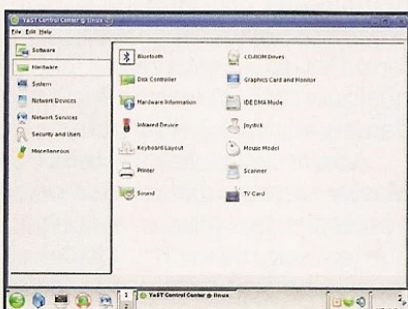 YaST Control Center @ linux
File Edit Help
Software
Hardware
System
Network Devices
Network Services
Security and Users
Miscellaneous
Bluetooth
Disk Controller
Hardware Information
Infrared Device
Keyboard Layout
Printer
Sound
CD-ROM Drives
Graphics Card and Monitor
IDE DMA Mode
Joystick
Mouse Model
Scanner
TV Card
1
2
YaST Control Center @ linux